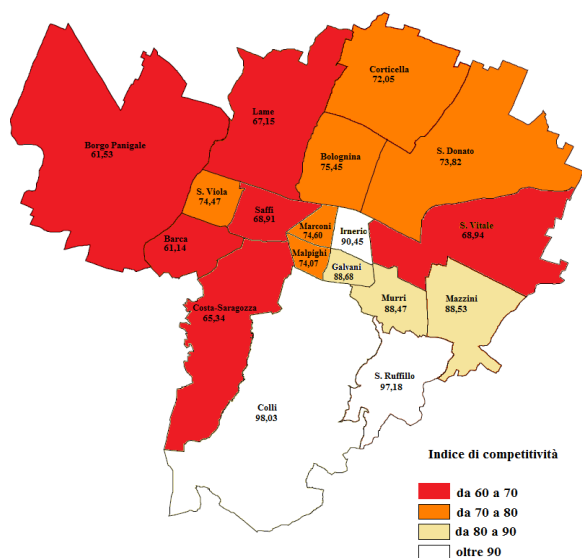 Corticella
72,05
Lame
67,15
Borgo Panigale
61,53
Bolognina
75,45
S. Donato
73,82
S. Viola
74,47
Saffi
68,91
Marconi
74,60
Irnerio
90,45
S. Vitale
68,94
Barca
61,14
Malpighi
74,07
Galvani
88,68
Murri
88,47
Mazzini
88,53
Costa-Saragozza
65,34
S. Ruffillo
97,18
Colli
98,03
Indice di competitività
da 60 a 70
da 70 a 80
da 80 a 90
oltre 90